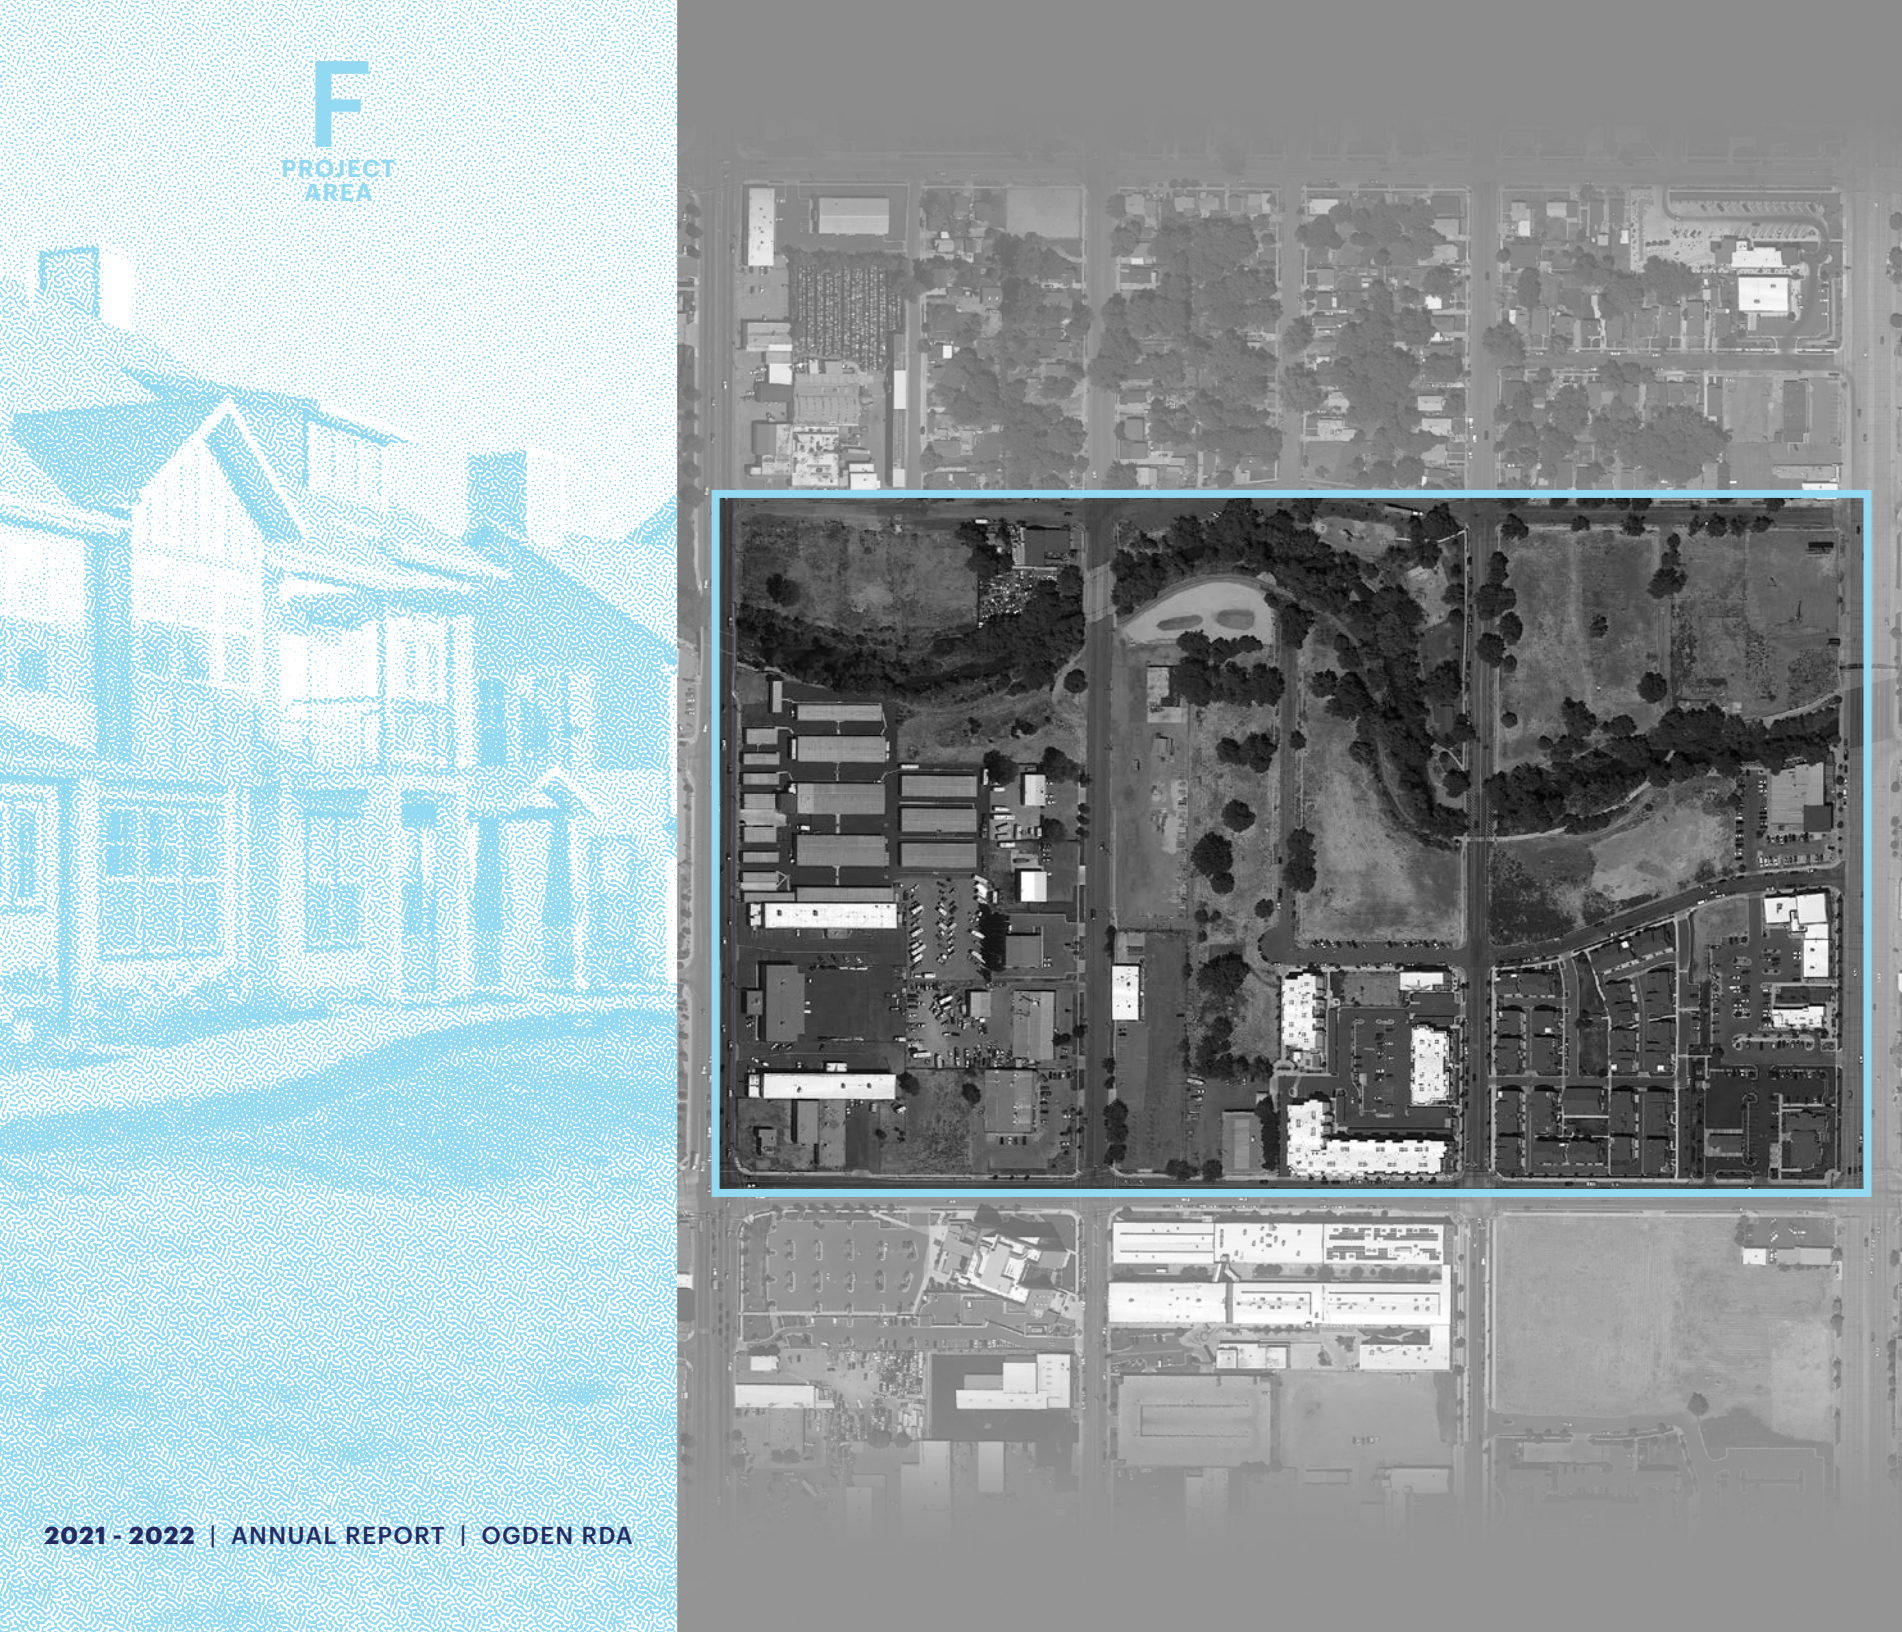 F
PROJECT
AREA
2021 - 2022 | ANNUAL REPORT | OGDEN RDA